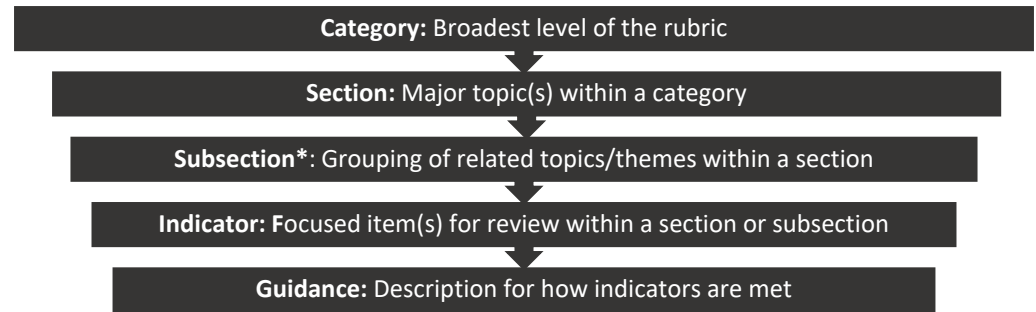 Category: Broadest level of the rubric
Section: Major topic(s) within a category
Subsection*: Grouping of related topics/themes within a section
Indicator: Focused item(s) for review within a section or subsection
Guidance: Description for how indicators are met